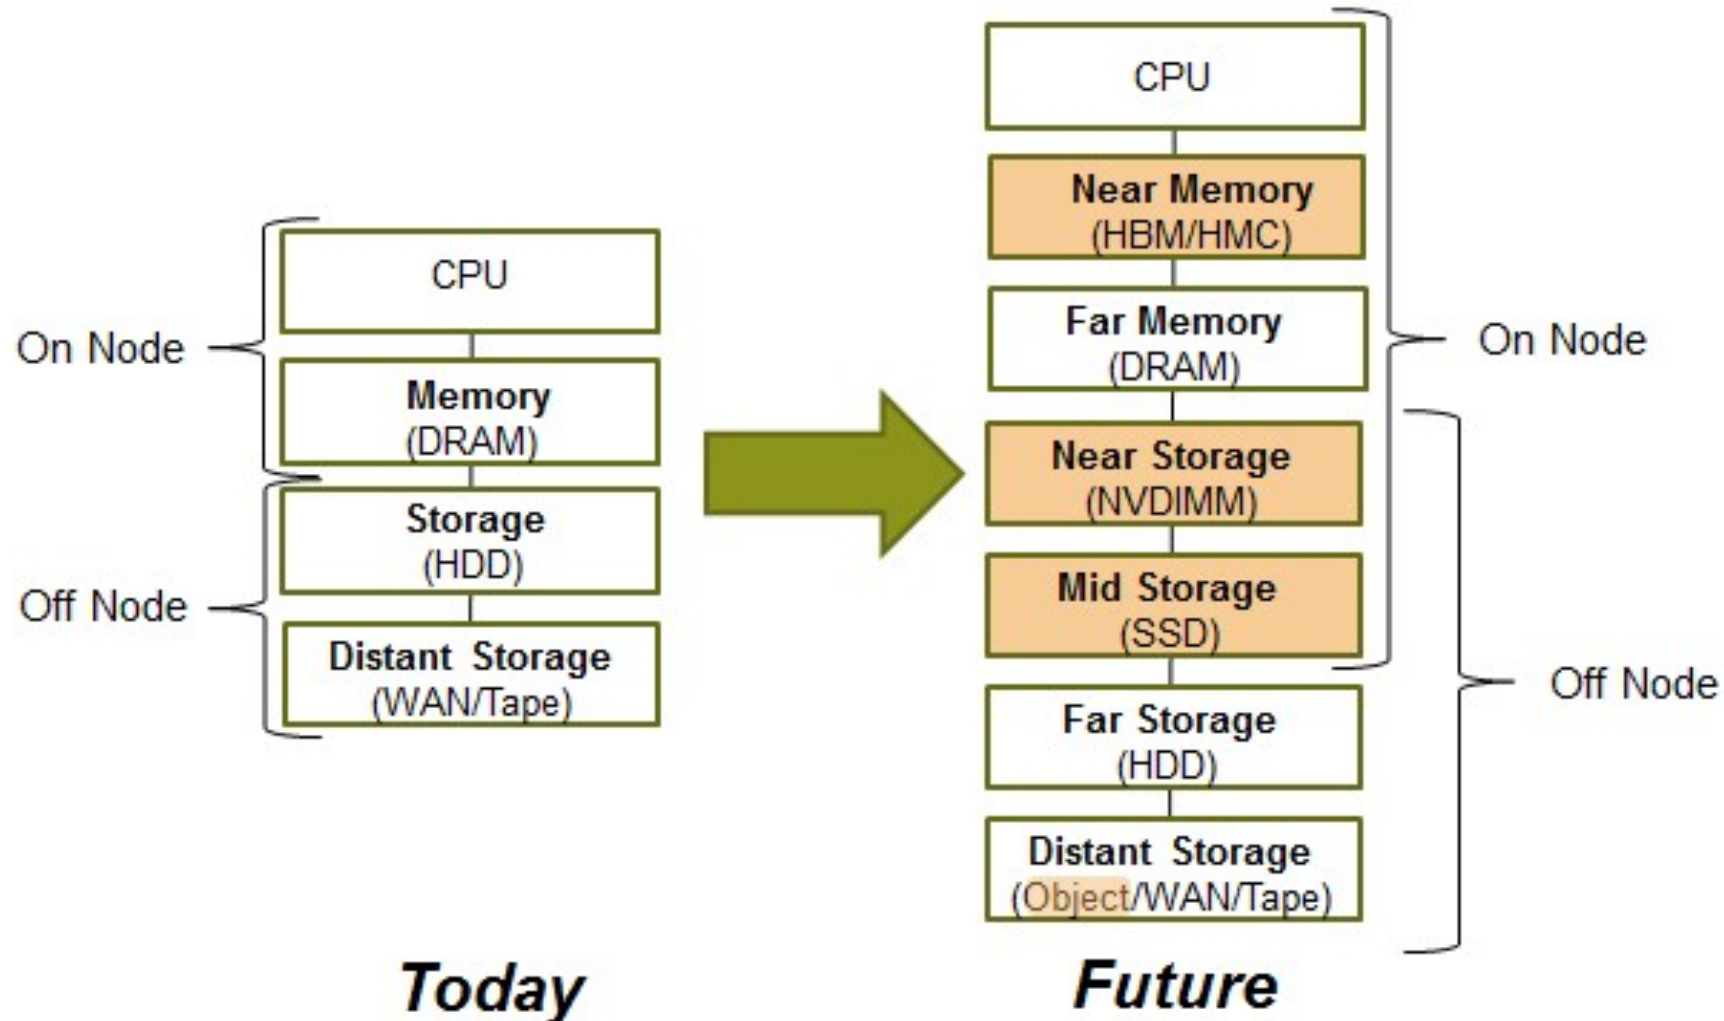 CPU
Memory
(DRAM)
Storage
(HDD)
Distant Storage
(WAN/Tape)
On Node
Off Node
Today
CPU
Near Memory
(HBM/HMC)
Far Memory
(DRAM)
Near Storage
(NVDIMM)
Mid Storage
(SSD)
Far Storage
(HDD)
Distant Storage
(Object/WAN/Tape)
On Node
Off Node
Future